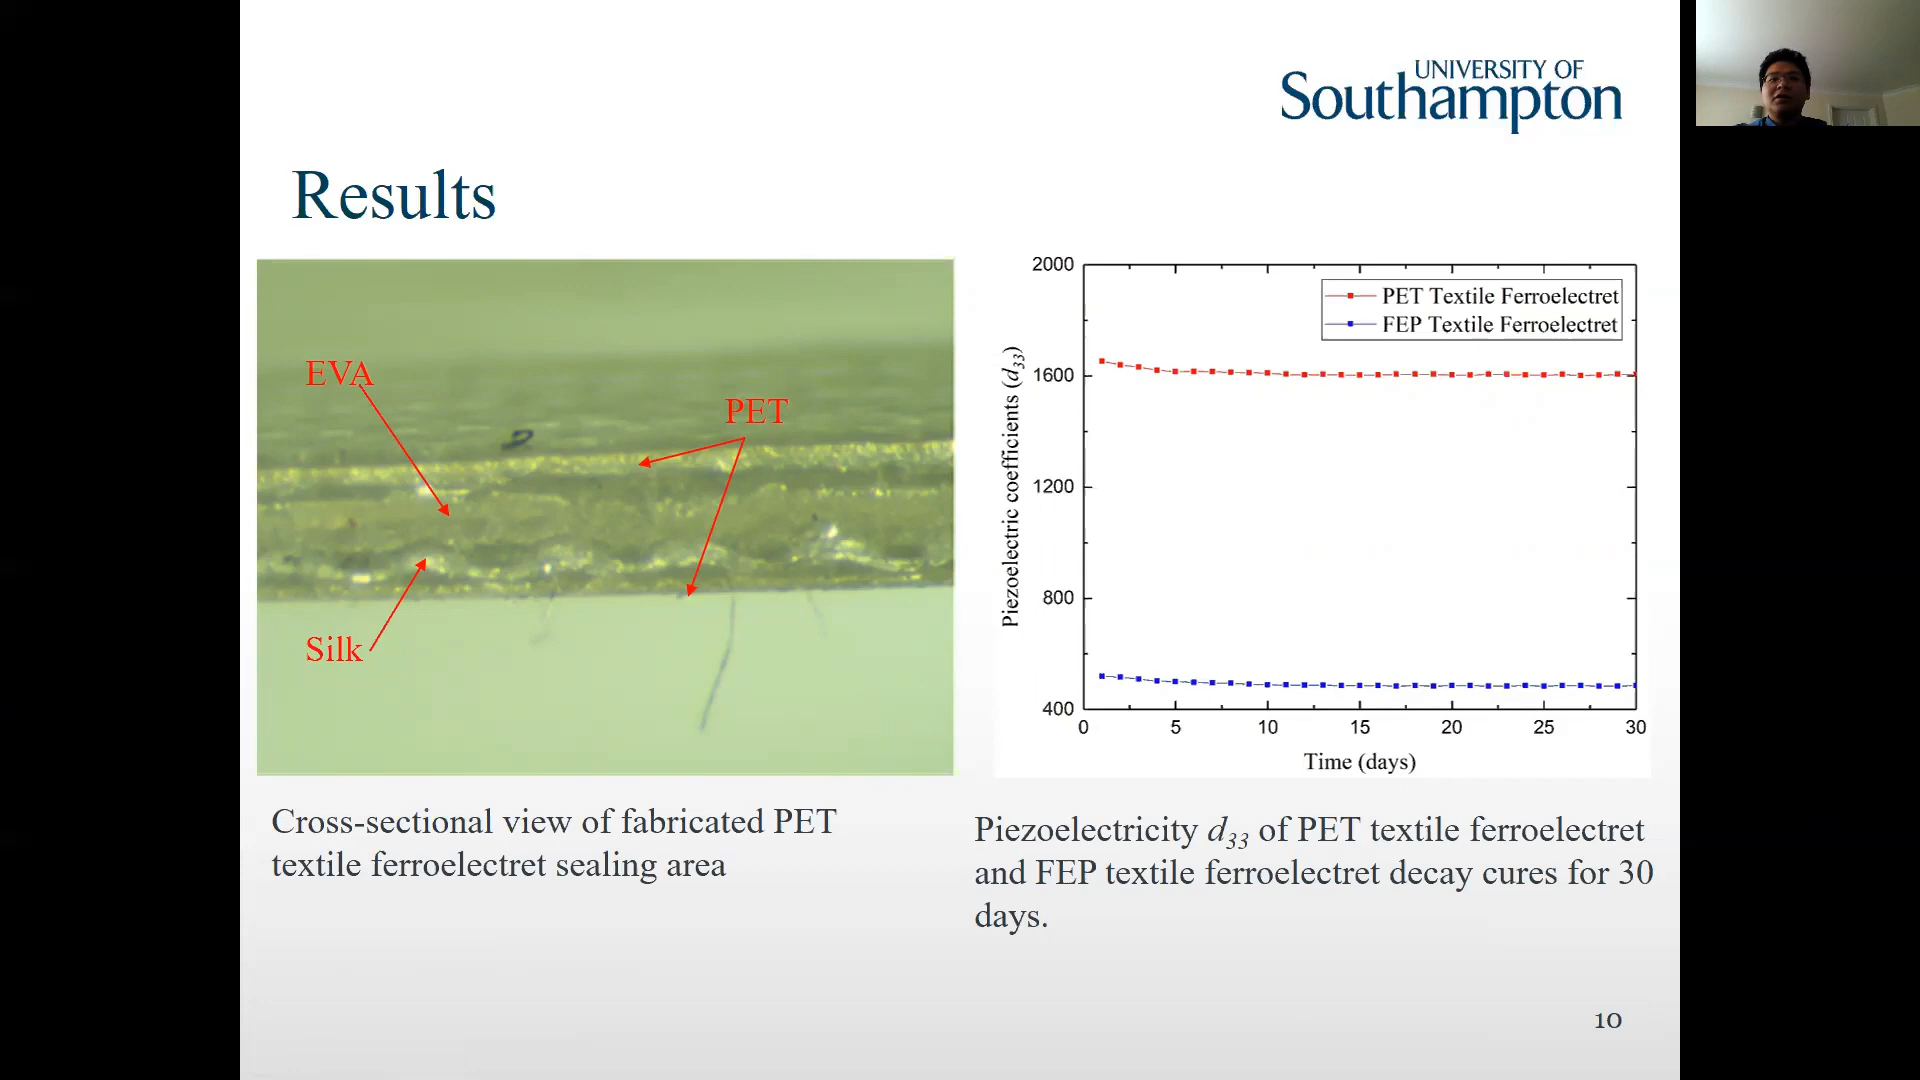 UNIVERSITY OF
Southampton
Results
EVA
PET
Silk
Cross-sectional view of fabricated PET
textile ferroelectret sealing area
2000
1600
1200
800
400
Piezoelectric coefficients (d33)
PET Textile Ferroelectret
FEP Textile Ferroelectret
0 5 10 15 20 25 30
Time (days)
Piezoelectricity d33 of PET textile ferroelectret
and FEP textile ferroelectret decay cures for 30
days.
10